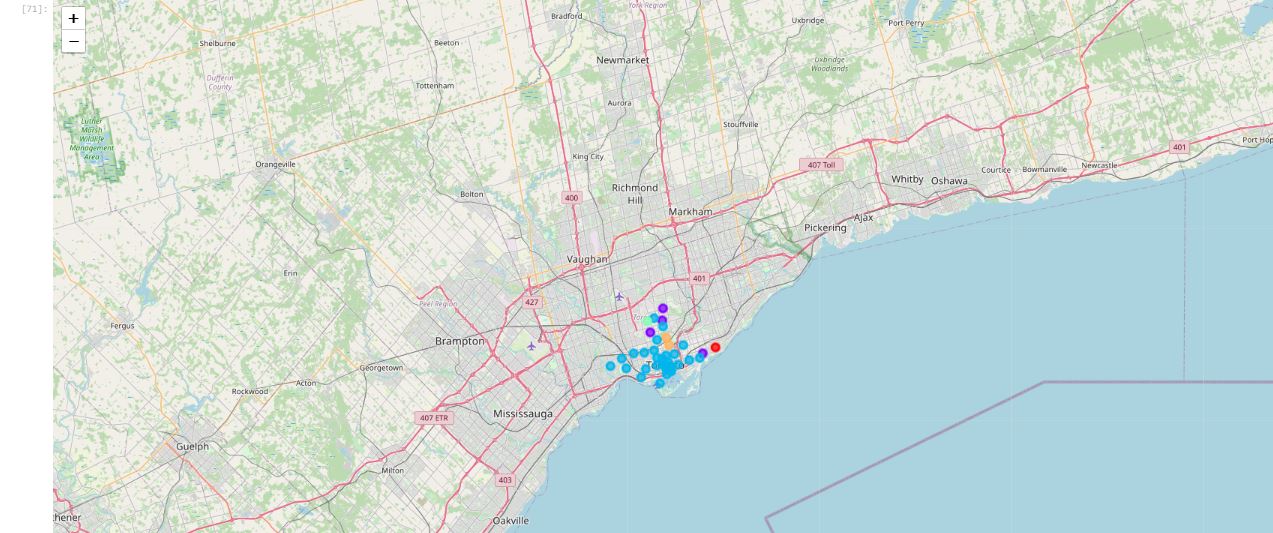 [71]:
+
−
York Region
Bradford
Uxbridge
Port Perry
Shelburne
Beeton
Newmarket
Uxbridge
Woodlands
Dufferin
County
Tottenham
Aurora
Luther
Marsh
Wildlife
Management
Area
Stouffville
King City
401
Port Hop
Orangeville
407 Toll
Newcastle
Courtice
Bowmanville
Whitby
Oshawa
Richmond
Hill
Bolton
400
Markham
Ajax
Pickering
Vaughan
Erin
401
427
Peel Region
Fergus
Brampton
Georgetown
Acton
Rockwood
Mississauga
407 ETR
Guelph
Milton
403
chener
Oakville